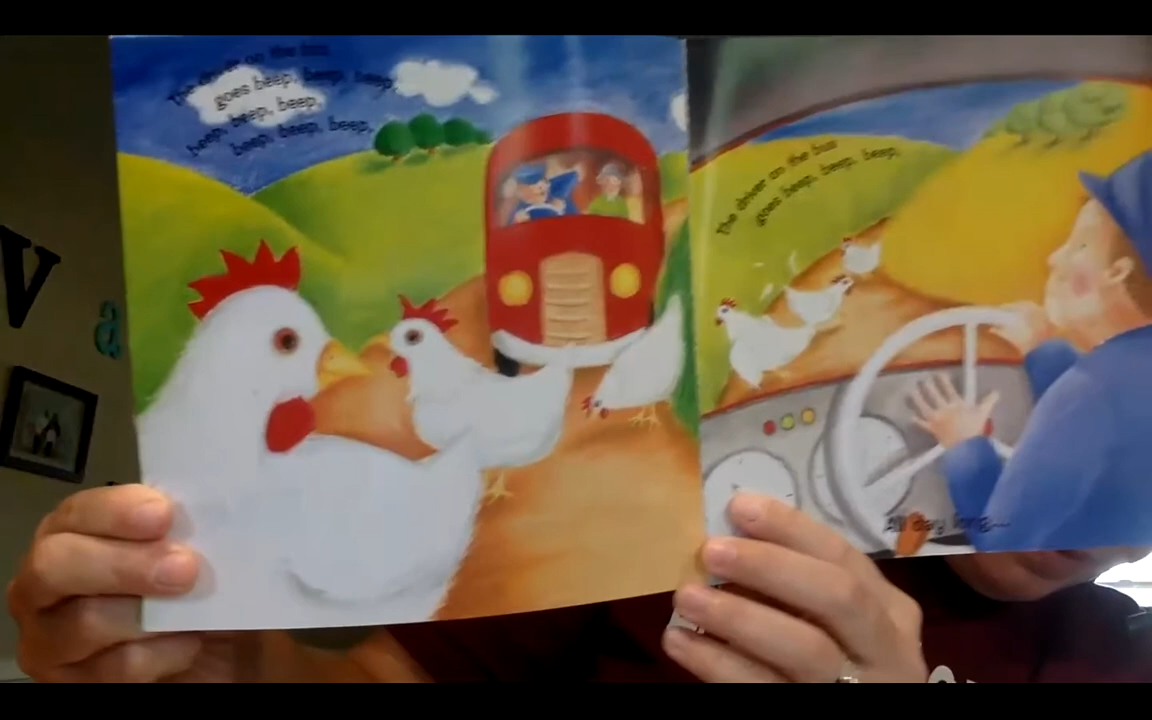 The driver on the bus
goes beep, beep, beep,
beep, beep, beep,
beep, beep, beep,
The driver on the bus
goes beep, beep, beep,
All day long...
V
a